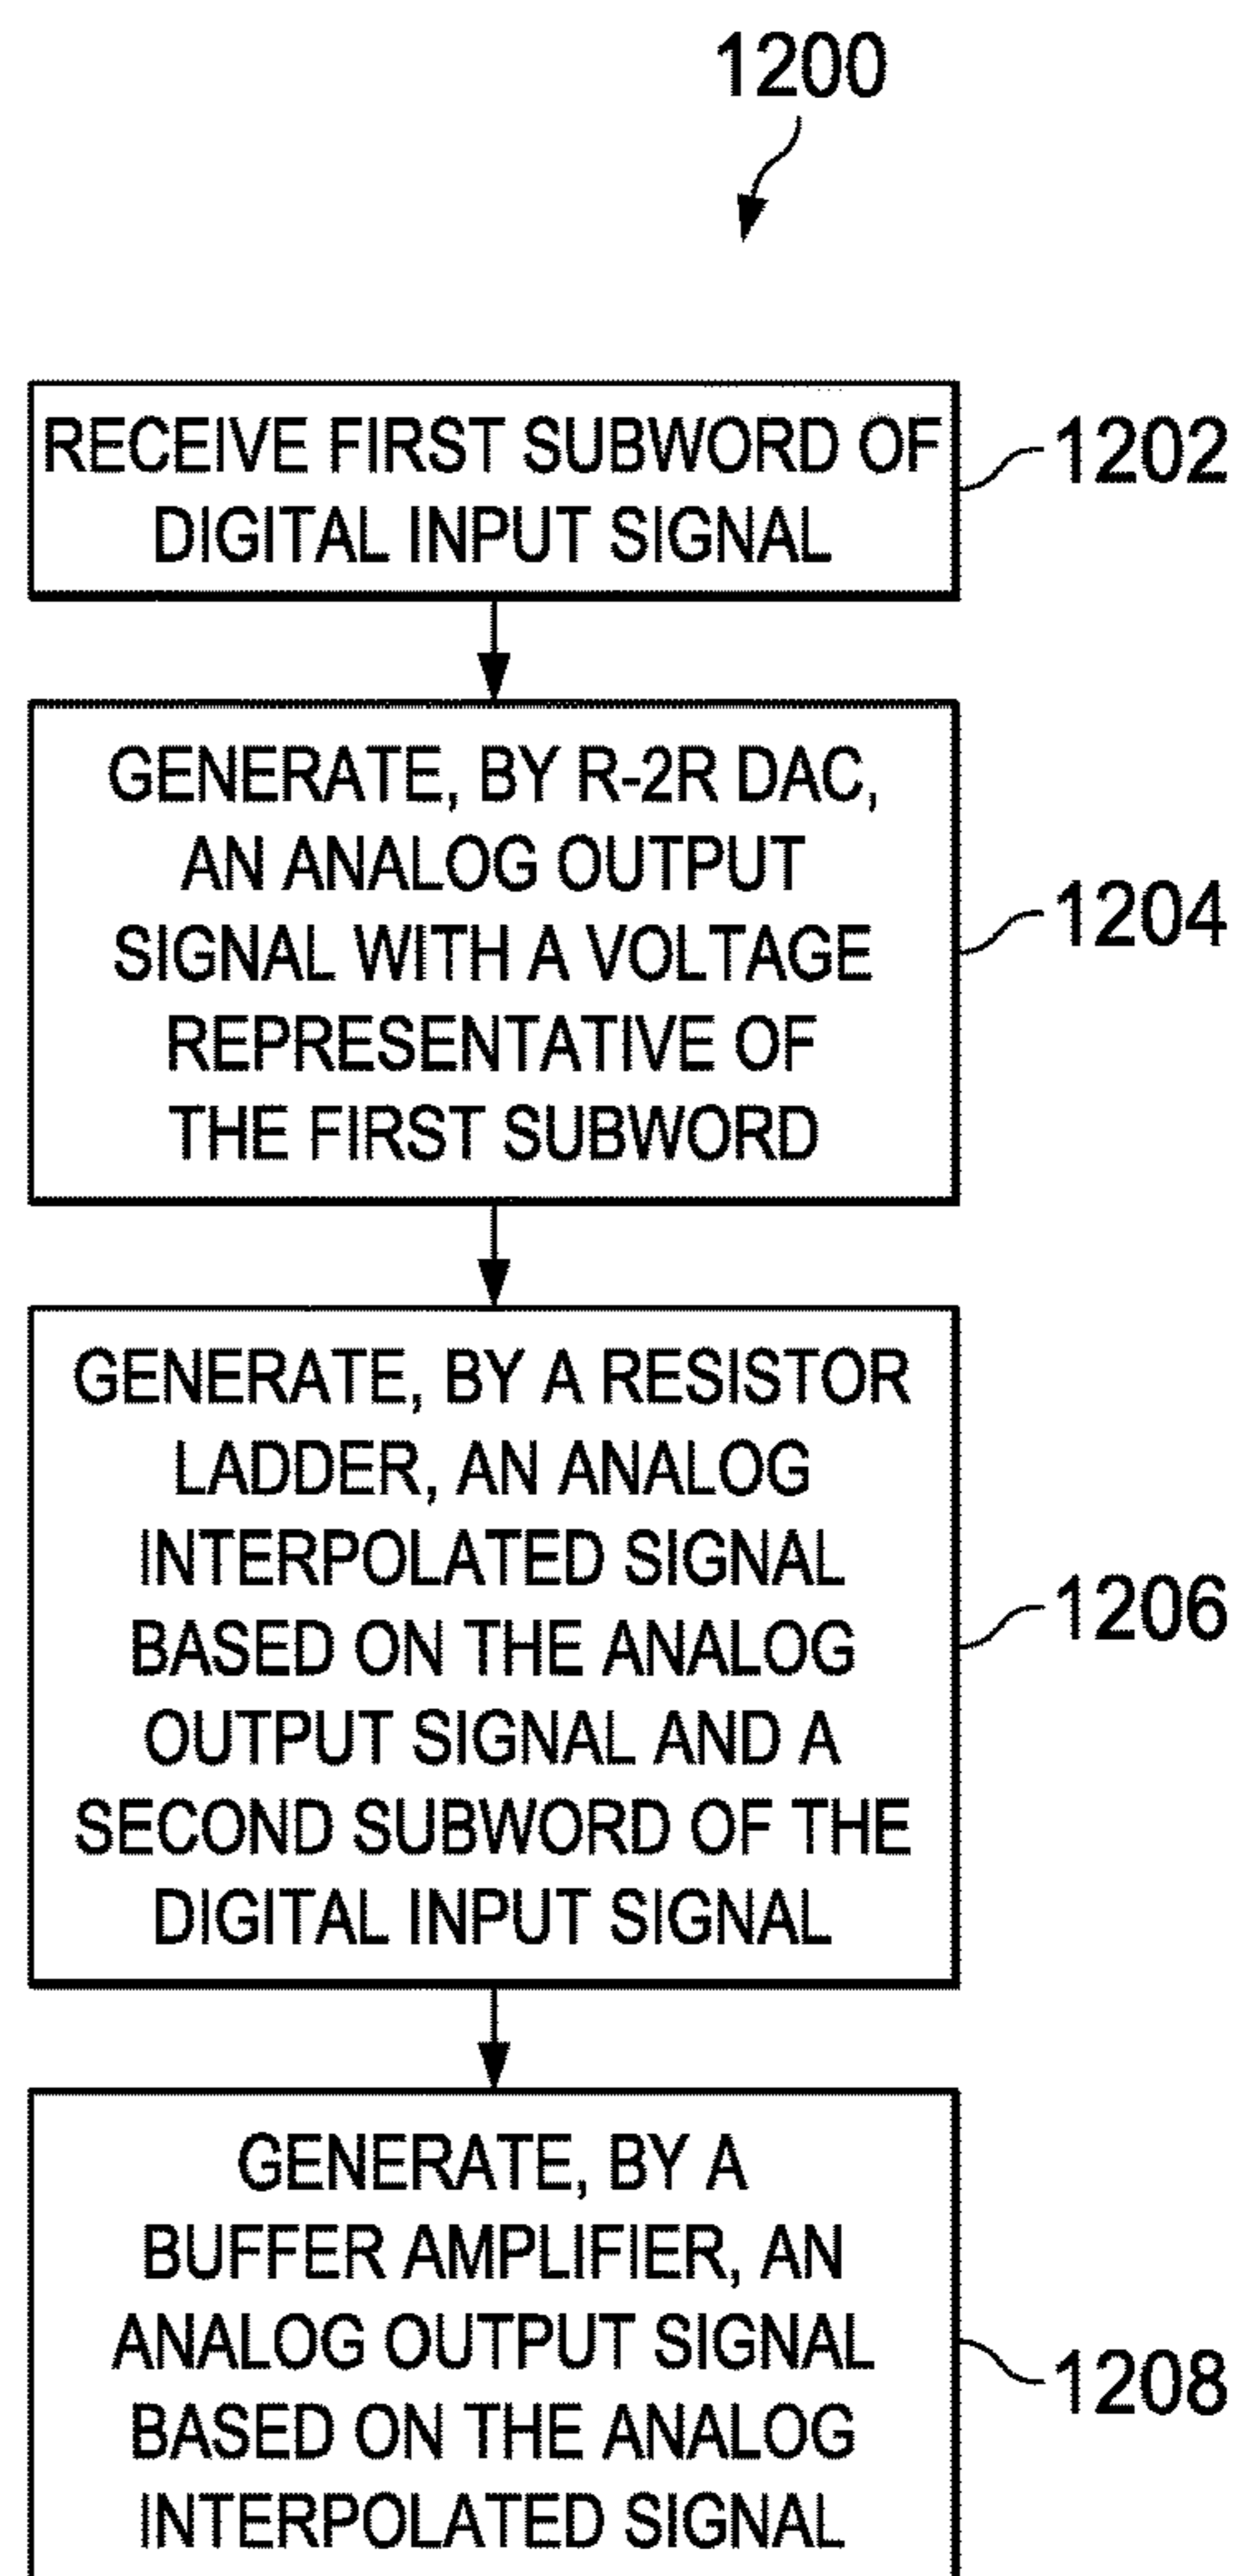 1200
RECEIVE FIRST SUBWORD OF
DIGITAL INPUT SIGNAL
1202
GENERATE, BY R-2R DAC,
AN ANALOG OUTPUT
SIGNAL WITH A VOLTAGE
REPRESENTATIVE OF
THE FIRST SUBWORD
1204
GENERATE, BY A RESISTOR
LADDER, AN ANALOG
INTERPOLATED SIGNAL
BASED ON THE ANALOG
OUTPUT SIGNAL AND A
SECOND SUBWORD OF THE
DIGITAL INPUT SIGNAL
1206
GENERATE, BY A
BUFFER AMPLIFIER, AN
ANALOG OUTPUT SIGNAL
BASED ON THE ANALOG
INTERPOLATED SIGNAL
1208